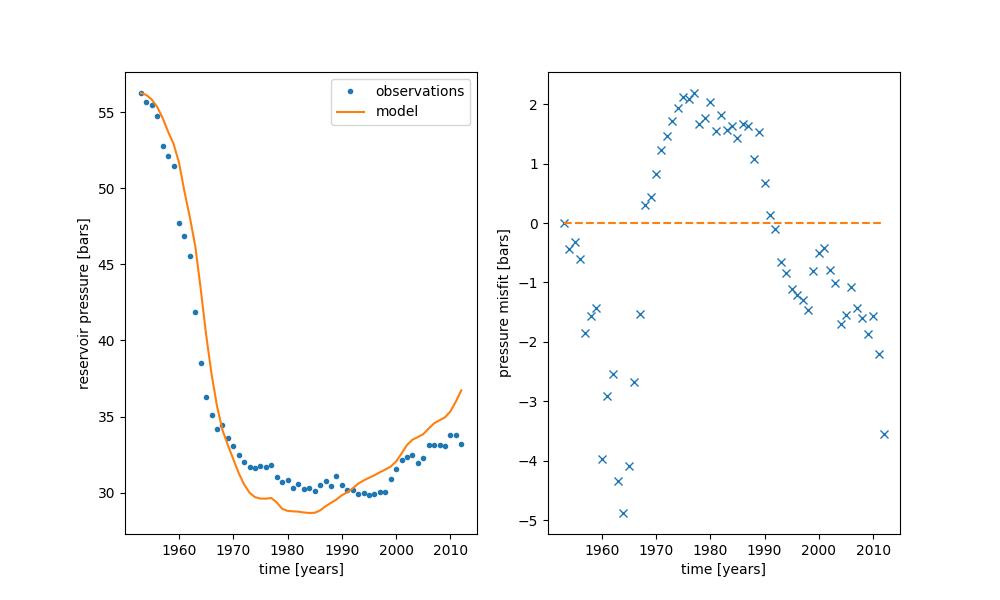 observations
model
55
50
45
40
35
30
reservoir pressure [bars]
1960 1970 1980 1990 2000 2010
time [years]
2
1
0
−1
−2
−3
−4
−5
pressure misfit [bars]
1960 1970 1980 1990 2000 2010
time [years]